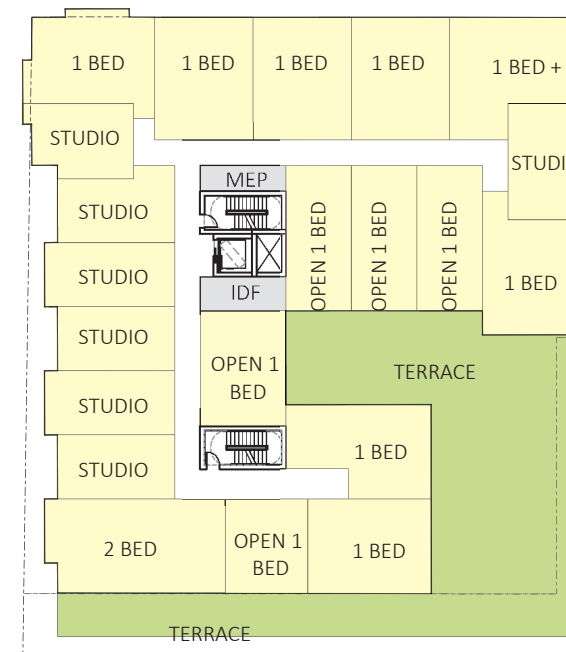 1 BED
1 BED
1 BED
1 BED
1 BED +
STUDIO
STUDI
MEP
STUDIO
OPEN 1 BED
OPEN 1 BED
OPEN 1 BED
STUDIO
1 BED
IDF
STUDIO
OPEN 1
BED
TERRACE
STUDIO
1 BED
STUDIO
2 BED
OPEN 1
BED
1 BED
TERRACE